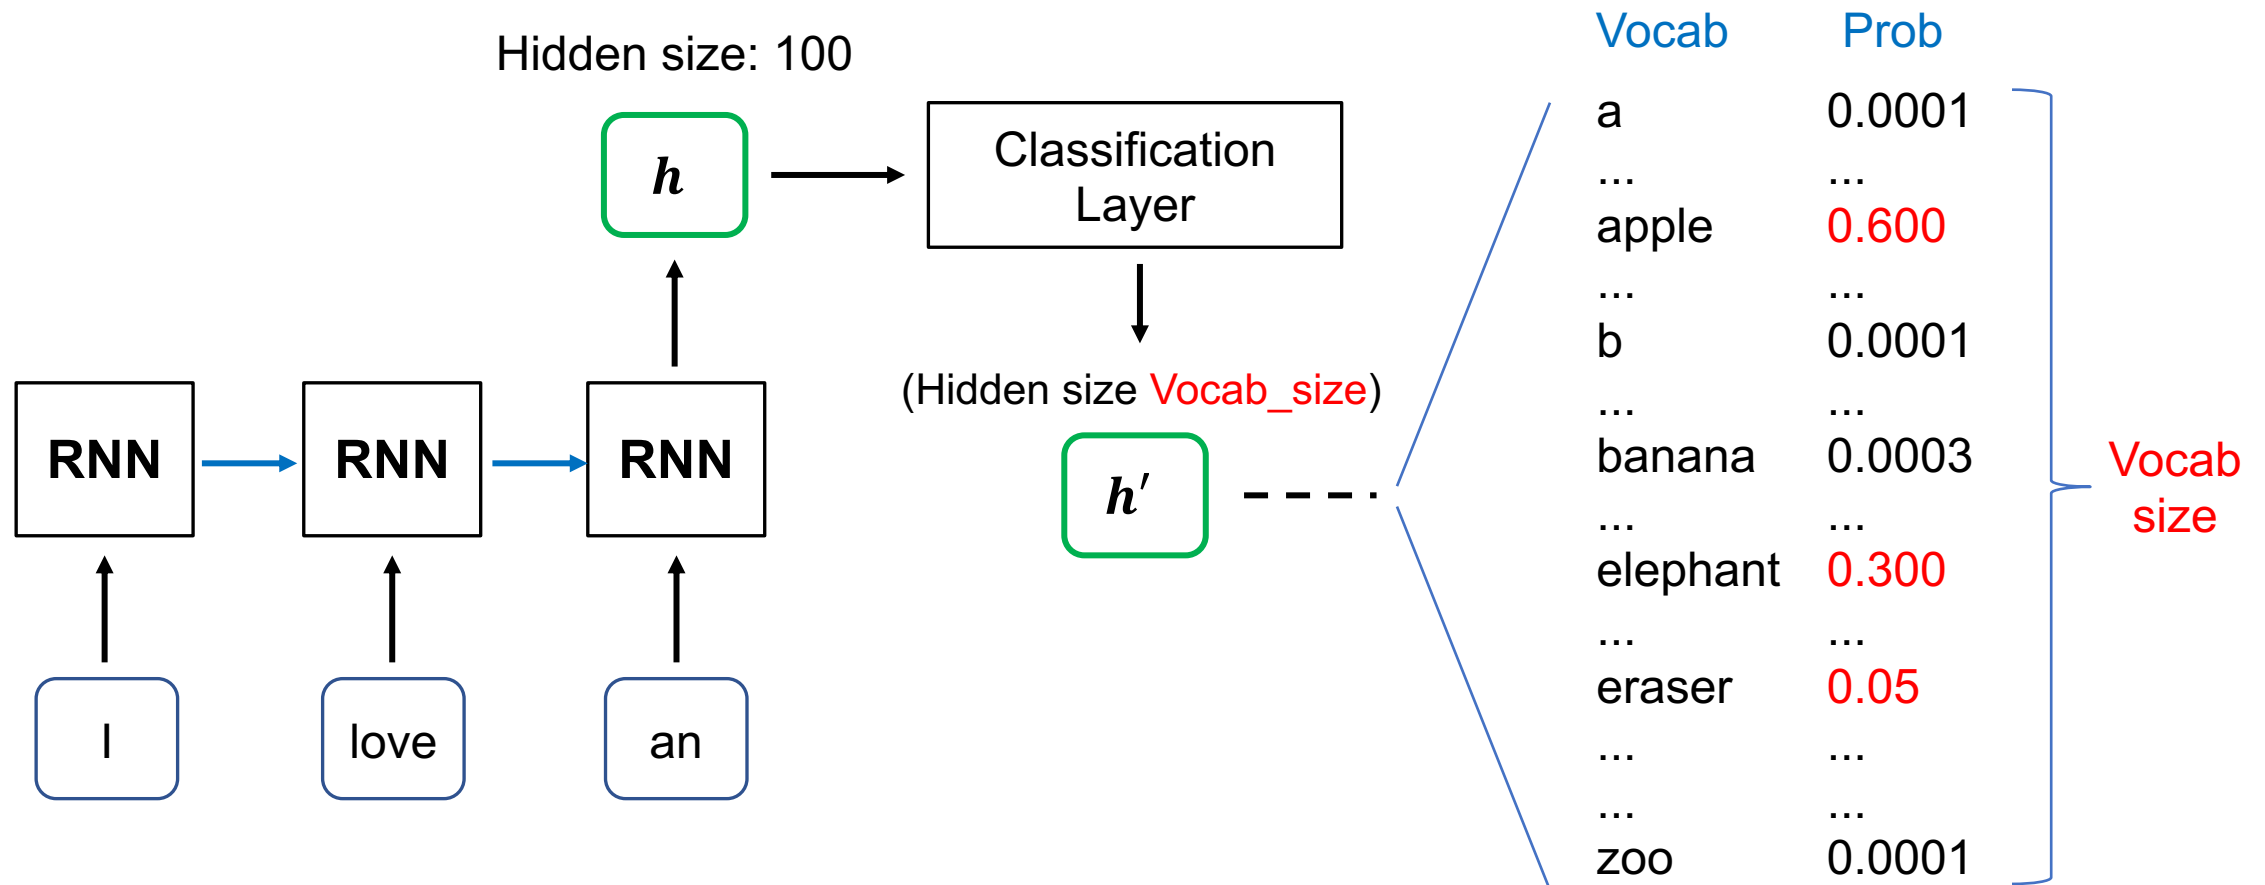 Hidden size: 100
h
Classification
Layer
(Hidden size Vocab_size)
h′
RNN
RNN
RNN
I
love
an
Vocab Prob
a 0.0001
... ...
apple 0.600
... ...
b 0.0001
... ...
banana 0.0003
... ...
elephant 0.300
... ...
eraser 0.05
... ...
... ...
zoo 0.0001
Vocab
size